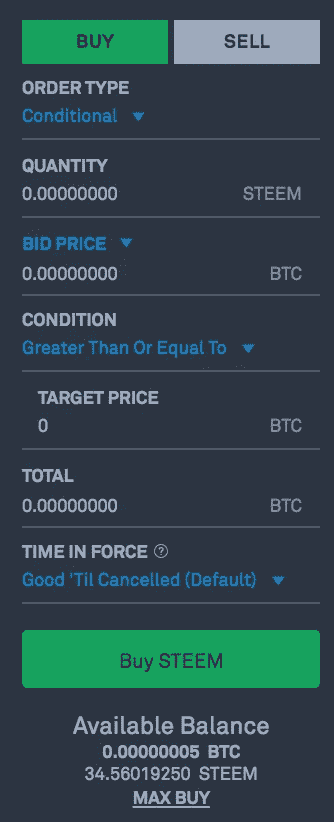 BUY SELL
ORDER TYPE
Conditional
QUANTITY
0.00000000 STEEM
BID PRICE
0.00000000 BTC
CONDITION
Greater Than Or Equal To
TARGET PRICE
0 BTC
TOTAL
0.00000000 BTC
TIME IN FORCE ?
Good 'Til Cancelled (Default)
Buy STEEM
Available Balance
0.00000005 BTC
34.56019250 STEEM
MAX BUY